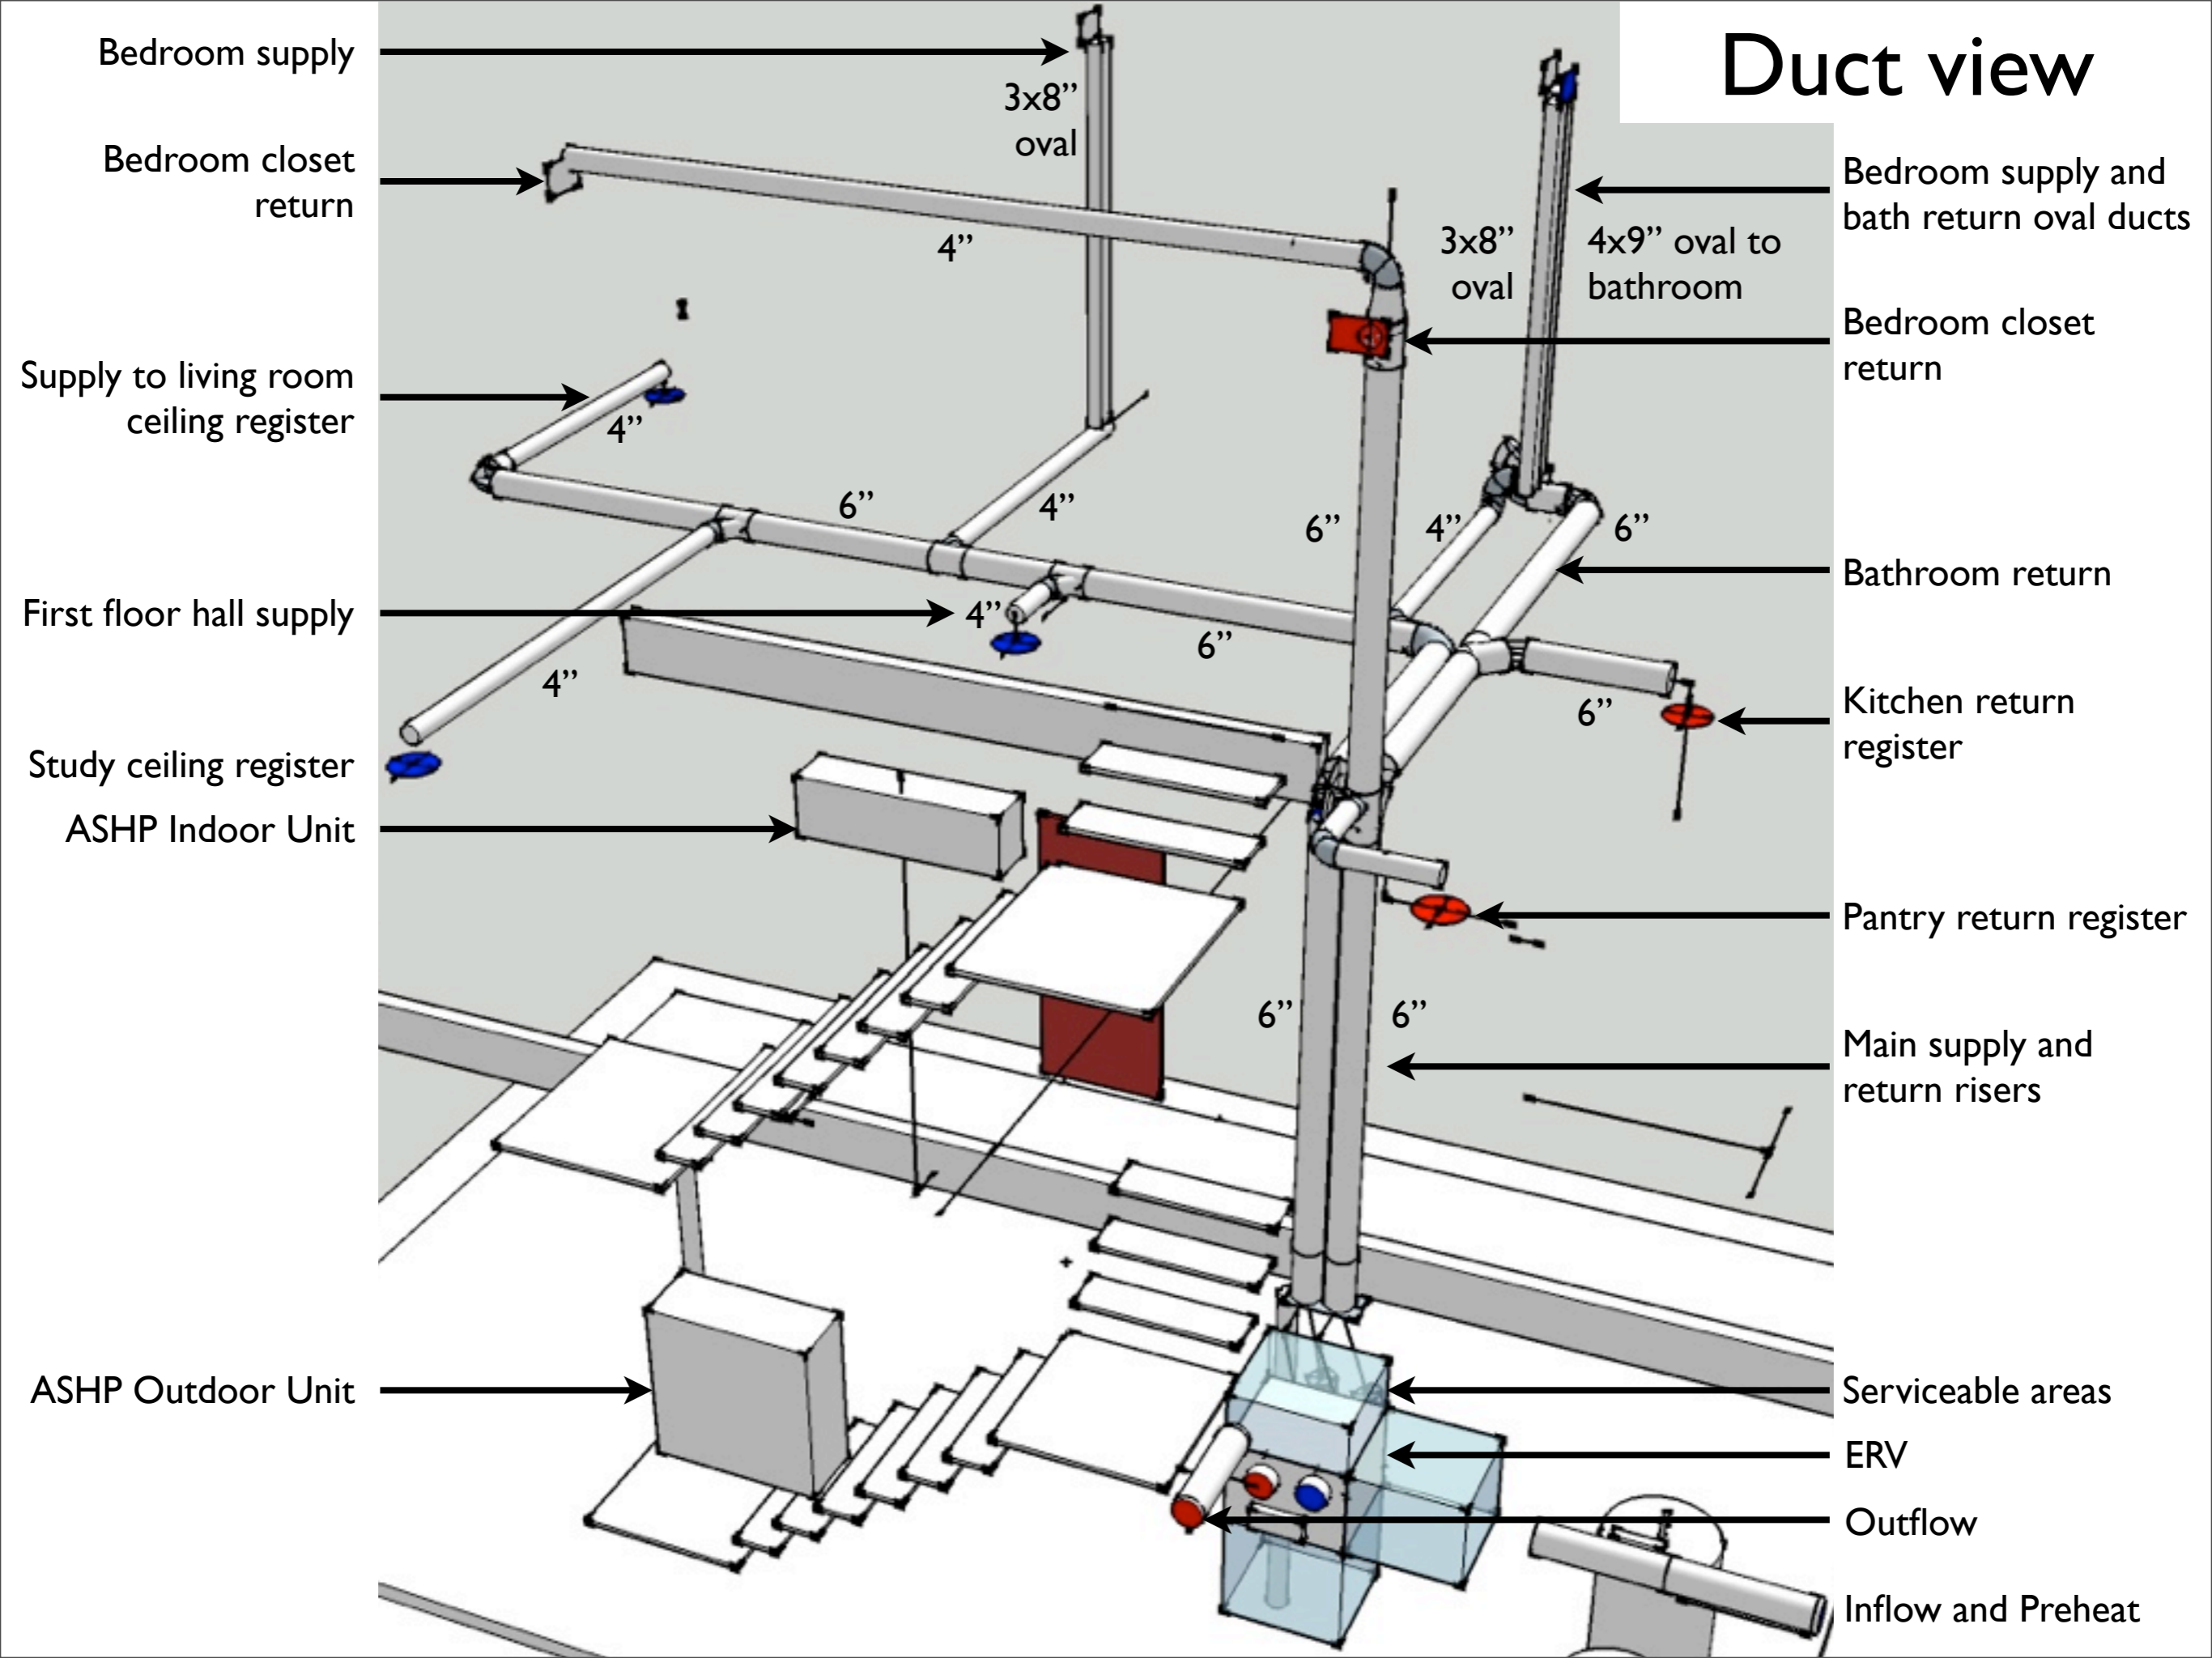 Duct view
Bedroom supply
3x8”
oval
Bedroom closet
return
4”
3x8”
oval
4x9” oval to
bathroom
Bedroom supply and
bath return oval ducts
Bedroom closet
return
Supply to living room
ceiling register
4”
6”
4”
6”
4”
6”
Bathroom return
First floor hall supply
4”
6”
4”
6”
Kitchen return
register
Study ceiling register
ASHP Indoor Unit
Pantry return register
6”
6”
Main supply and
return risers
ASHP Outdoor Unit
Serviceable areas
ERV
Outflow
Inflow and Preheat